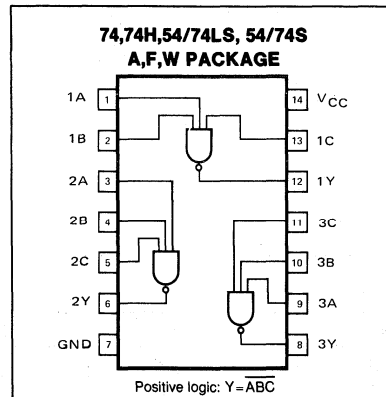 74,74H,54/74LS, 54/74S
A,F,W PACKAGE
1A 1 14 VCC
1B 2 13 1C
2A 3 12 1Y
2B 4 11 3C
2C 5 10 3B
2Y 6 9 3A
GND 7 8 3Y
Positive logic: Y=A̅B̅C̅